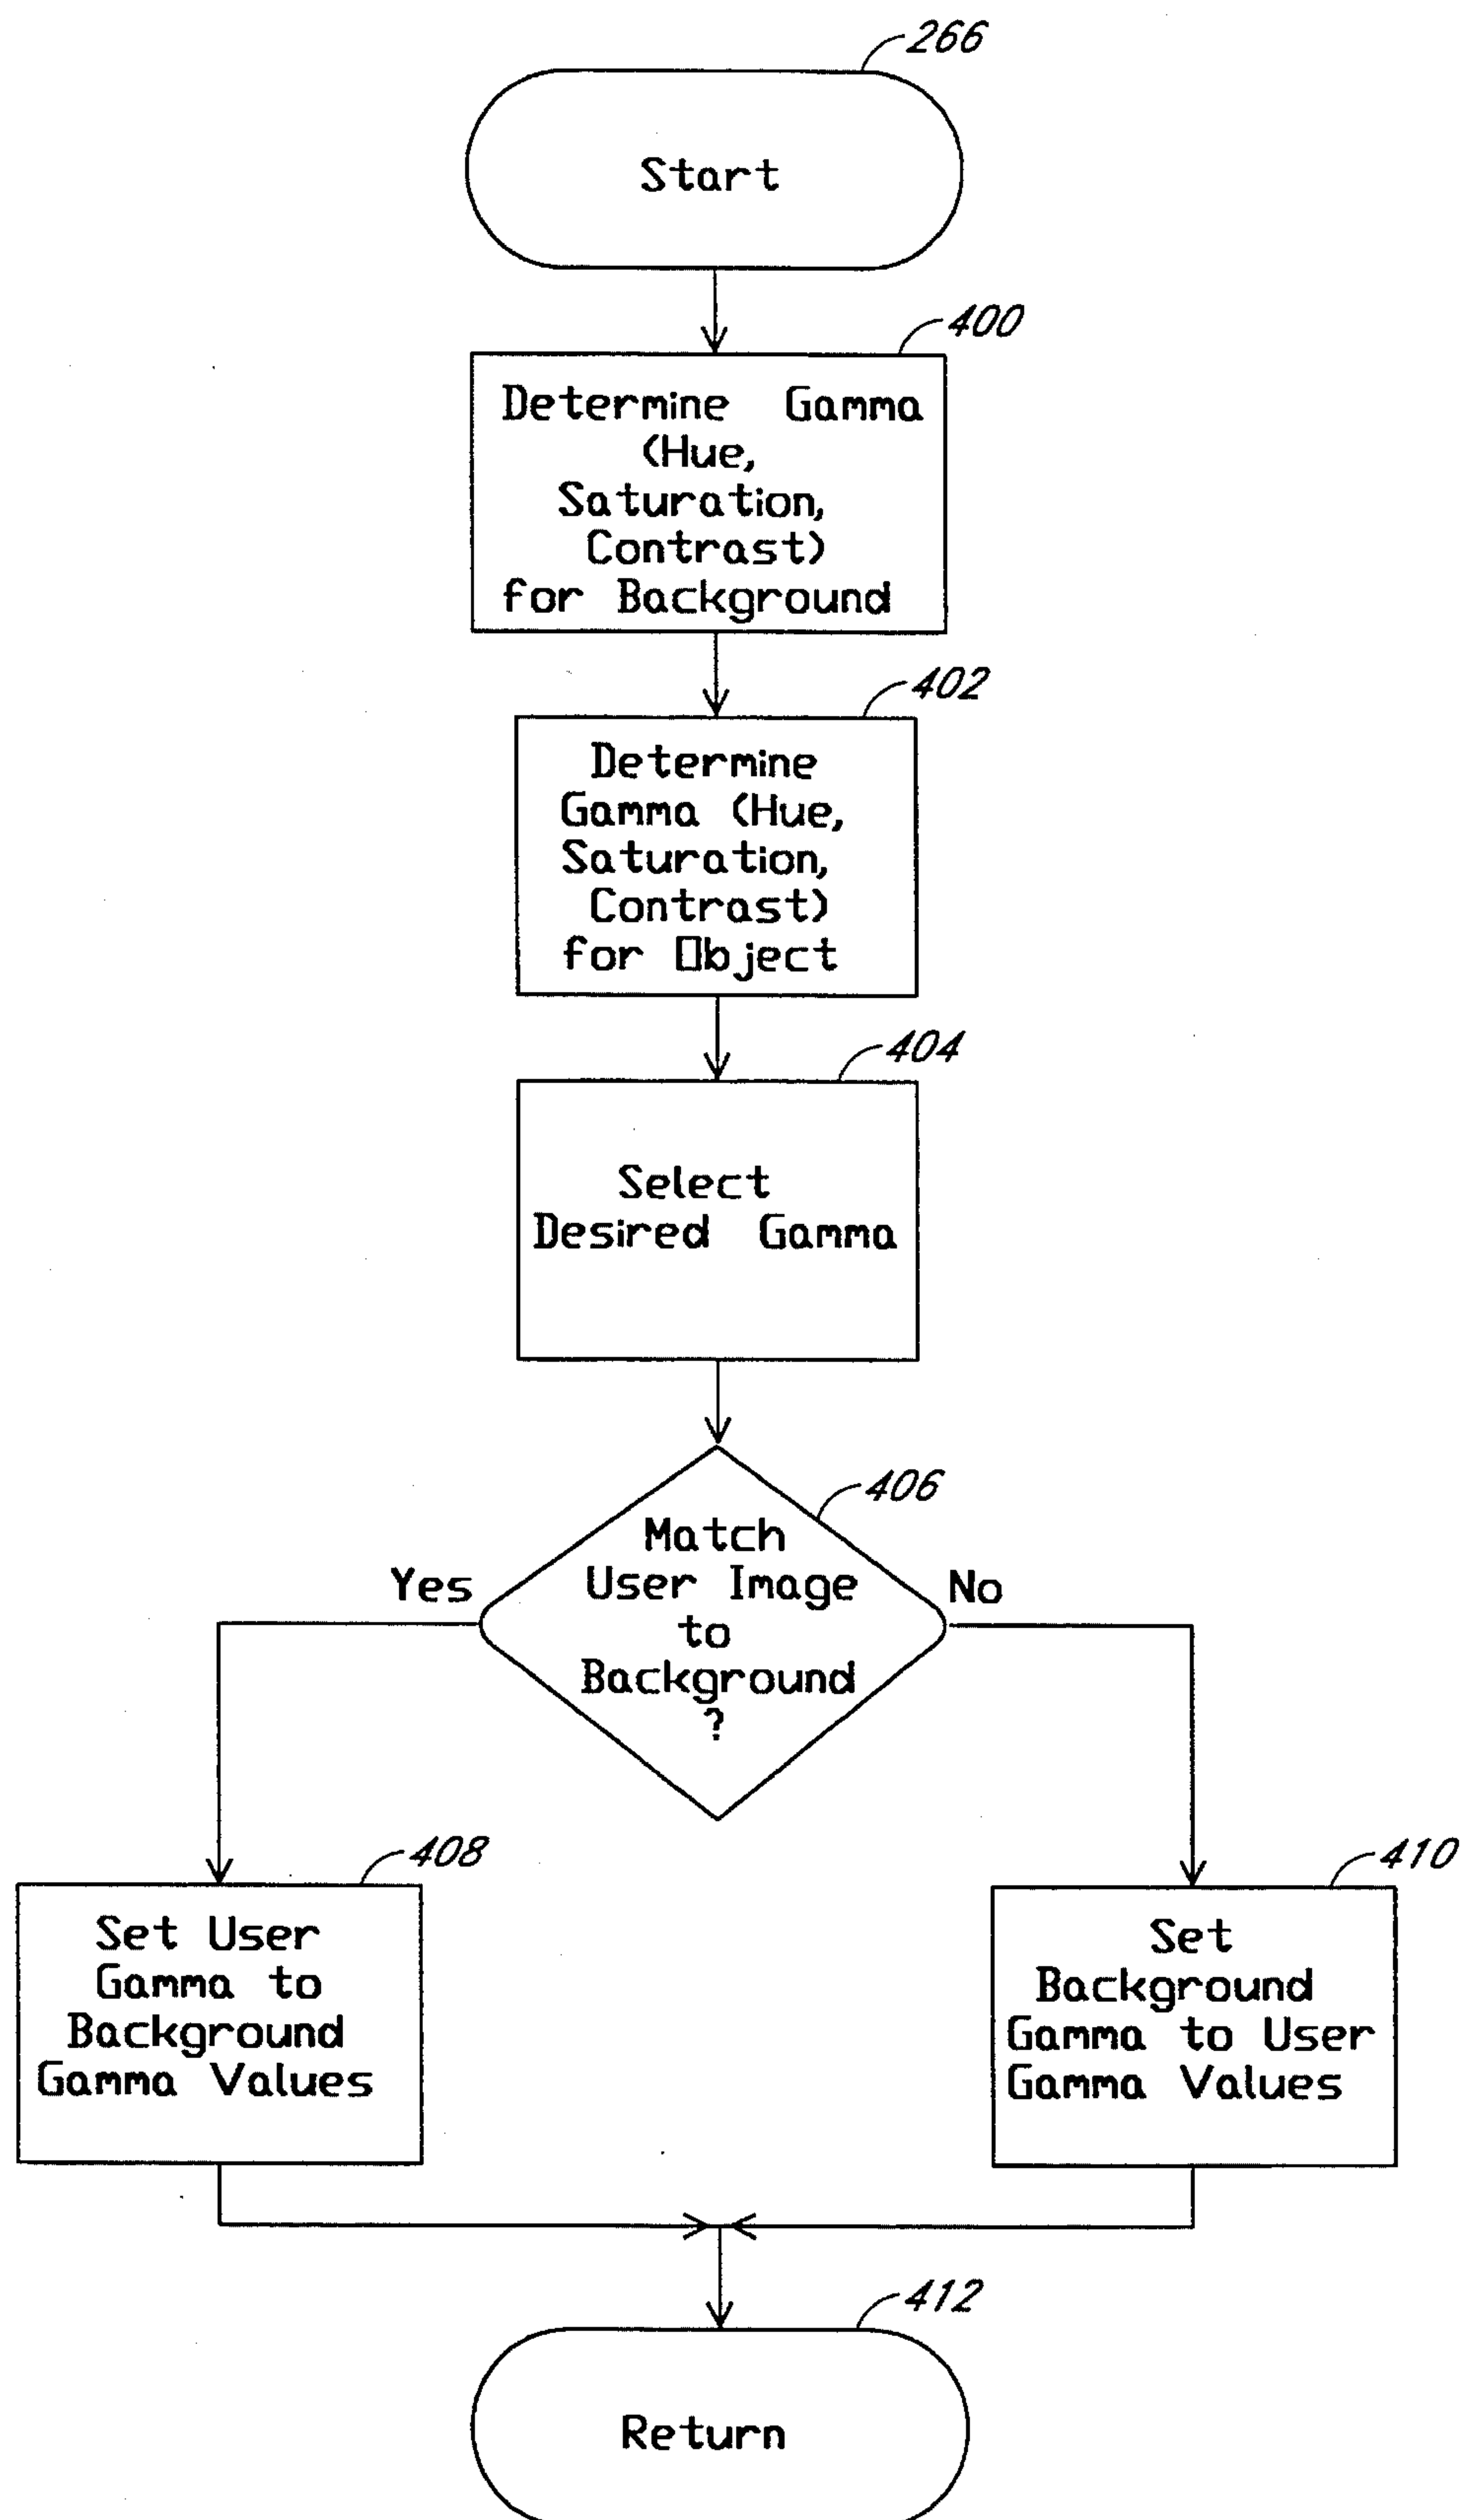 266
Start
400
Determine Gamma
(Hue,
Saturation,
Contrast)
for Background
402
Determine
Gamma (Hue,
Saturation,
Contrast)
for Object
404
Select
Desired Gamma
406
Match
User Image
to
Background
?
Yes
No
408
Set User
Gamma to
Background
Gamma Values
410
Set
Background
Gamma to User
Gamma Values
412
Return